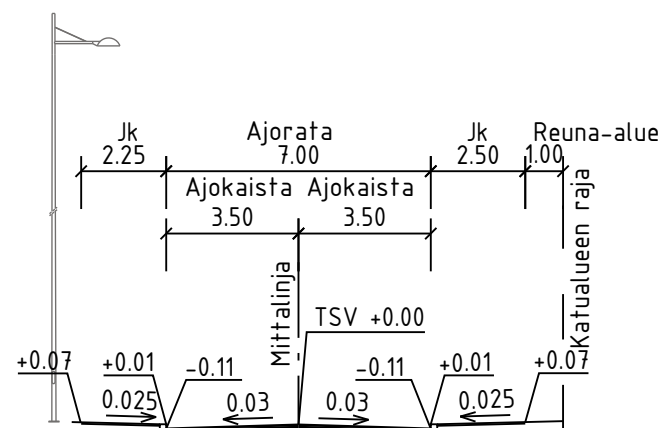 Jk Ajorata Jk Reuna-alue
2.25 7.00 2.50 1.00
Ajokaista Ajokaista
3.50 3.50
Mittalinja
Katualueen raja
TSV +0.00
+0.07 +0.01 -0.11 -0.11 +0.01 +0.07
0.025 0.03 0.03 0.025